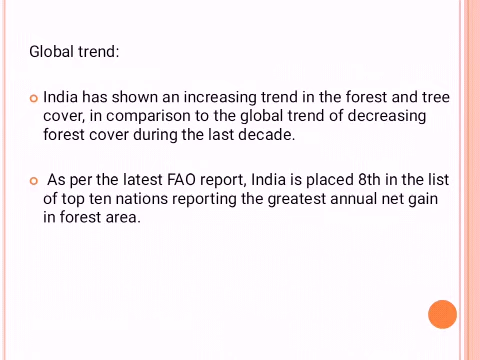 Global trend:
India has shown an increasing trend in the forest and tree
cover, in comparison to the global trend of decreasing
forest cover during the last decade.
As per the latest FAO report, India is placed 8th in the list
of top ten nations reporting the greatest annual net gain
in forest area.